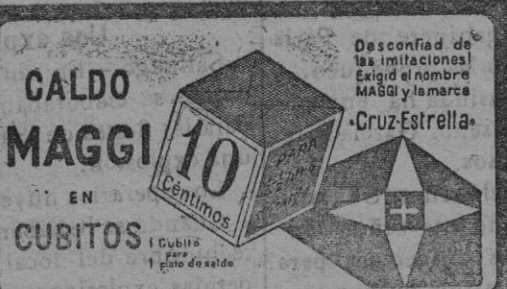 CALDO
MAGGI
EN
CUBITOS
1 Cubito
para
1 plato de caldo
10
Céntimos
PARA
Desconfiad de
las imitaciones!
Exigid el nombre
MAGGI y la marca
•Cruz-Estrella•